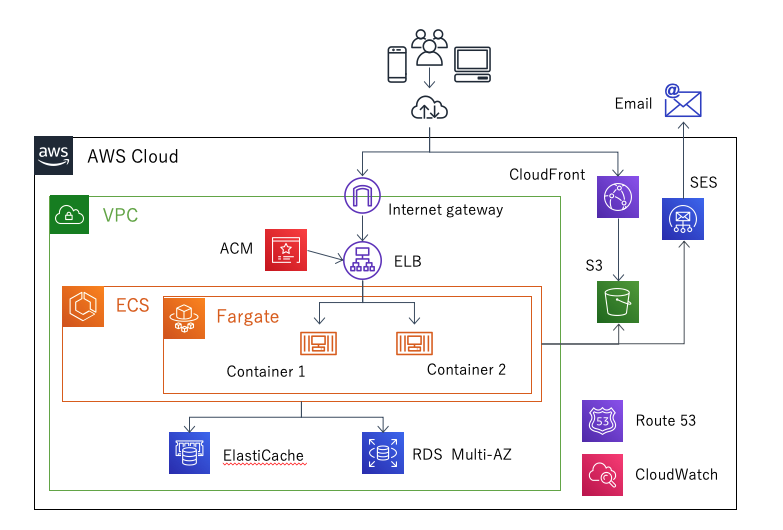 Email
aws
AWS Cloud
CloudFront
SES
Internet gateway
VPC
ACM
ELB
S3
ECS
Fargate
Container 1
Container 2
53
Route 53
ElastiCache
RDS Multi-AZ
CloudWatch